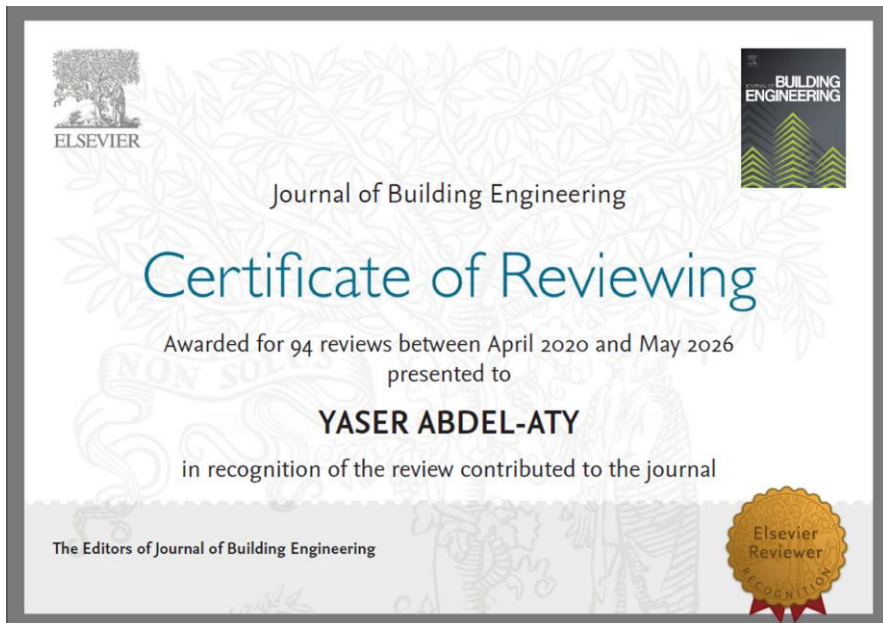 ELSEVIER
JOURNAL OF BUILDING
ENGINEERING
Journal of Building Engineering
Certificate of Reviewing
Awarded for 94 reviews between April 2020 and May 2026
presented to
NON SOLUS
YASER ABDEL-ATY
in recognition of the review contributed to the journal
The Editors of Journal of Building Engineering
Elsevier
Reviewer
RECOGNITION